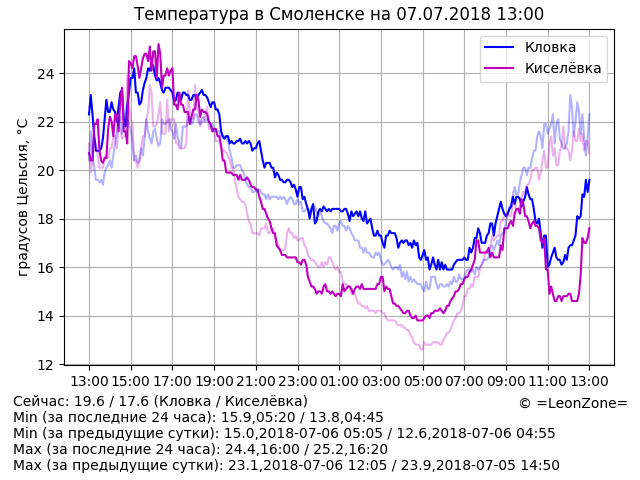 Температура в Смоленске на 07.07.2018 13:00
Кловка
Киселёвка
градусов Цельсия, °C
24
22
20
18
16
14
12
13:00 15:00 17:00 19:00 21:00 23:00 01:00 03:00 05:00 07:00 09:00 11:00 13:00
Сейчас: 19.6 / 17.6 (Кловка / Киселёвка)
© =LeonZone=
Min (за последние 24 часа): 15.9,05:20 / 13.8,04:45
Min (за предыдущие сутки): 15.0,2018-07-06 05:05 / 12.6,2018-07-06 04:55
Max (за последние 24 часа): 24.4,16:00 / 25.2,16:20
Max (за предыдущие сутки): 23.1,2018-07-06 12:05 / 23.9,2018-07-05 14:50